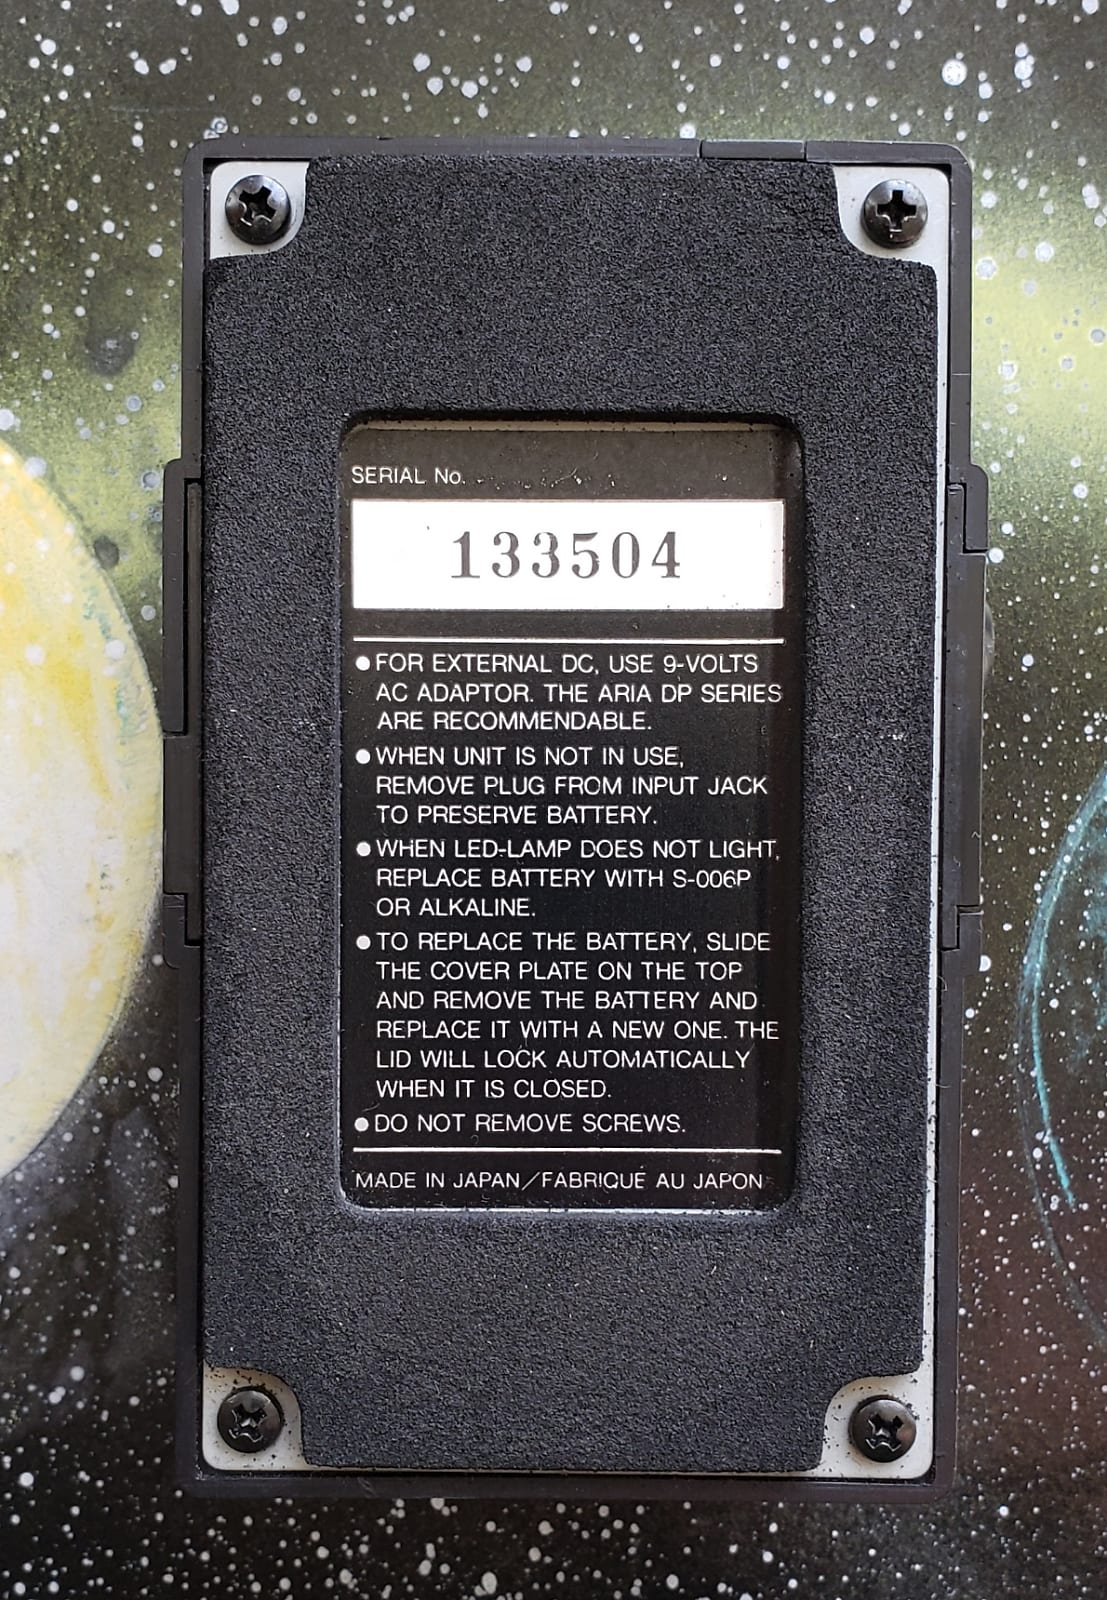 SERIAL No.
133504
●FOR EXTERNAL DC, USE 9-VOLTS
AC ADAPTOR. THE ARIA DP SERIES
ARE RECOMMENDABLE.
●WHEN UNIT IS NOT IN USE,
REMOVE PLUG FROM INPUT JACK
TO PRESERVE BATTERY.
●WHEN LED-LAMP DOES NOT LIGHT,
REPLACE BATTERY WITH S-006P
OR ALKALINE.
●TO REPLACE THE BATTERY, SLIDE
THE COVER PLATE ON THE TOP
AND REMOVE THE BATTERY AND
REPLACE IT WITH A NEW ONE. THE
LID WILL LOCK AUTOMATICALLY
WHEN IT IS CLOSED.
●DO NOT REMOVE SCREWS.
MADE IN JAPAN/FABRIQUÉ AU JAPON